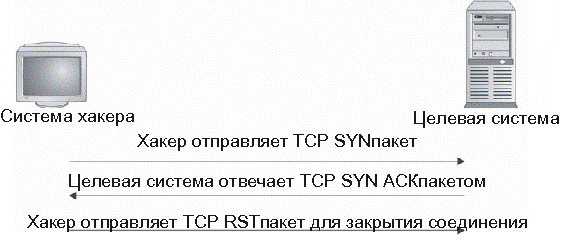 Система хакера
Целевая система
Хакер отправляет TCP SYNпакет
Целевая система отвечает TCP SYN ACKпакетом
Хакер отправляет TCP RSTпакет для закрытия соединения